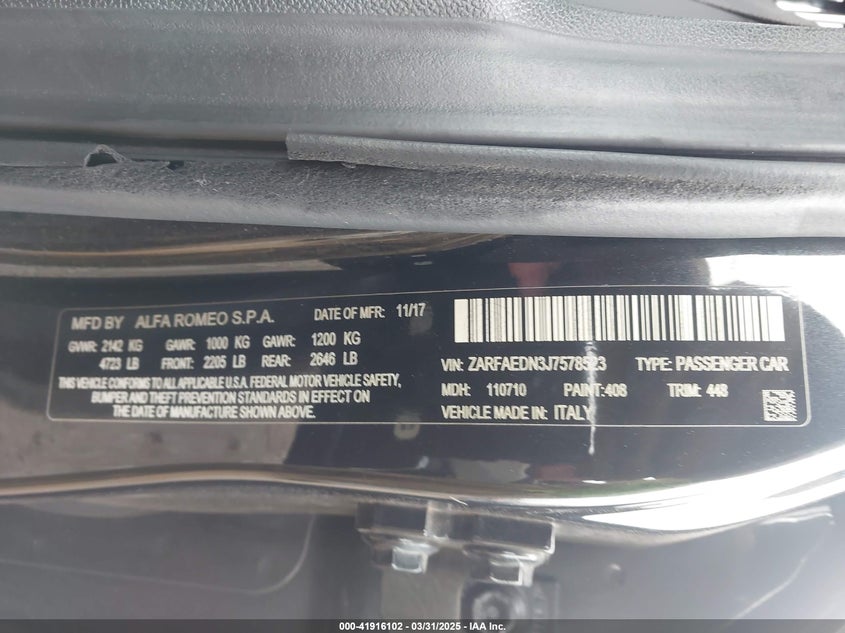 MFD BY ALFA ROMEO S.P.A. DATE OF MFR: 11/17
GVWR: 2142 KG GAWR: 1000 KG GAWR: 1200 KG
4723 LB FRONT: 2205 LB REAR: 2646 LB
THIS VEHICLE CONFORMS TO ALL APPLICABLE U.S.A. FEDERAL MOTOR VEHICLE SAFETY,
BUMPER AND THEFT PREVENTION STANDARDS IN EFFECT ON
THE DATE OF MANUFACTURE SHOWN ABOVE.
VIN: ZARFAEDN3J7578523 TYPE: PASSENGER CAR
MDH: 110710 PAINT: 408 TRIM: 448
VEHICLE MADE IN: ITALY
000-41916102 - 03/31/2025 - IAA Inc.